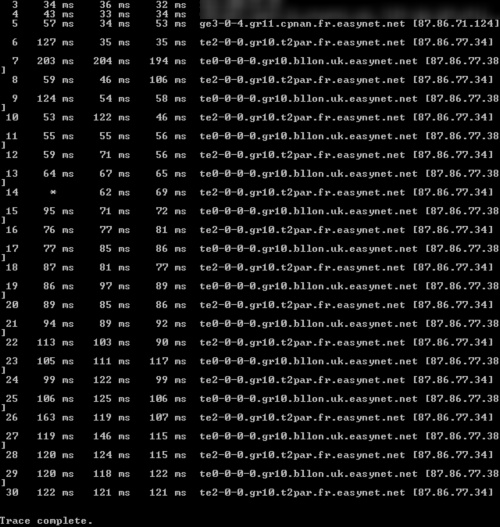 3 34 ms 36 ms 32 ms
4 43 ms 33 ms 34 ms
5 57 ms 34 ms 53 ms ge3-0-4.gr11.cpnan.fr.easynet.net [87.86.71.124]
6 127 ms 35 ms 35 ms te2-0-0.gr10.t2par.fr.easynet.net [87.86.77.34]
7 203 ms 204 ms 194 ms te0-0-0-0.gr10.bllon.uk.easynet.net [87.86.77.38
]
8 59 ms 46 ms 106 ms te2-0-0.gr10.t2par.fr.easynet.net [87.86.77.34]
9 124 ms 54 ms 58 ms te0-0-0-0.gr10.bllon.uk.easynet.net [87.86.77.38
]
10 53 ms 122 ms 46 ms te2-0-0.gr10.t2par.fr.easynet.net [87.86.77.34]
11 55 ms 55 ms 56 ms te0-0-0-0.gr10.bllon.uk.easynet.net [87.86.77.38
]
12 59 ms 71 ms 56 ms te2-0-0.gr10.t2par.fr.easynet.net [87.86.77.34]
13 64 ms 67 ms 65 ms te0-0-0-0.gr10.bllon.uk.easynet.net [87.86.77.38
]
14 * 62 ms 69 ms te2-0-0.gr10.t2par.fr.easynet.net [87.86.77.34]
15 95 ms 71 ms 72 ms te0-0-0-0.gr10.bllon.uk.easynet.net [87.86.77.38
]
16 76 ms 77 ms 81 ms te2-0-0.gr10.t2par.fr.easynet.net [87.86.77.34]
17 77 ms 85 ms 86 ms te0-0-0-0.gr10.bllon.uk.easynet.net [87.86.77.38
]
18 87 ms 81 ms 77 ms te2-0-0.gr10.t2par.fr.easynet.net [87.86.77.34]
19 86 ms 97 ms 89 ms te0-0-0-0.gr10.bllon.uk.easynet.net [87.86.77.38
]
20 89 ms 85 ms 86 ms te2-0-0.gr10.t2par.fr.easynet.net [87.86.77.34]
21 94 ms 89 ms 92 ms te0-0-0-0.gr10.bllon.uk.easynet.net [87.86.77.38
]
22 113 ms 103 ms 90 ms te2-0-0.gr10.t2par.fr.easynet.net [87.86.77.34]
23 105 ms 111 ms 117 ms te0-0-0-0.gr10.bllon.uk.easynet.net [87.86.77.38
]
24 99 ms 122 ms 99 ms te2-0-0.gr10.t2par.fr.easynet.net [87.86.77.34]
25 106 ms 125 ms 106 ms te0-0-0-0.gr10.bllon.uk.easynet.net [87.86.77.38
]
26 163 ms 119 ms 107 ms te2-0-0.gr10.t2par.fr.easynet.net [87.86.77.34]
27 119 ms 146 ms 115 ms te0-0-0-0.gr10.bllon.uk.easynet.net [87.86.77.38
]
28 120 ms 124 ms 115 ms te2-0-0.gr10.t2par.fr.easynet.net [87.86.77.34]
29 120 ms 118 ms 122 ms te0-0-0-0.gr10.bllon.uk.easynet.net [87.86.77.38
]
30 122 ms 121 ms 121 ms te2-0-0.gr10.t2par.fr.easynet.net [87.86.77.34]
Trace complete.